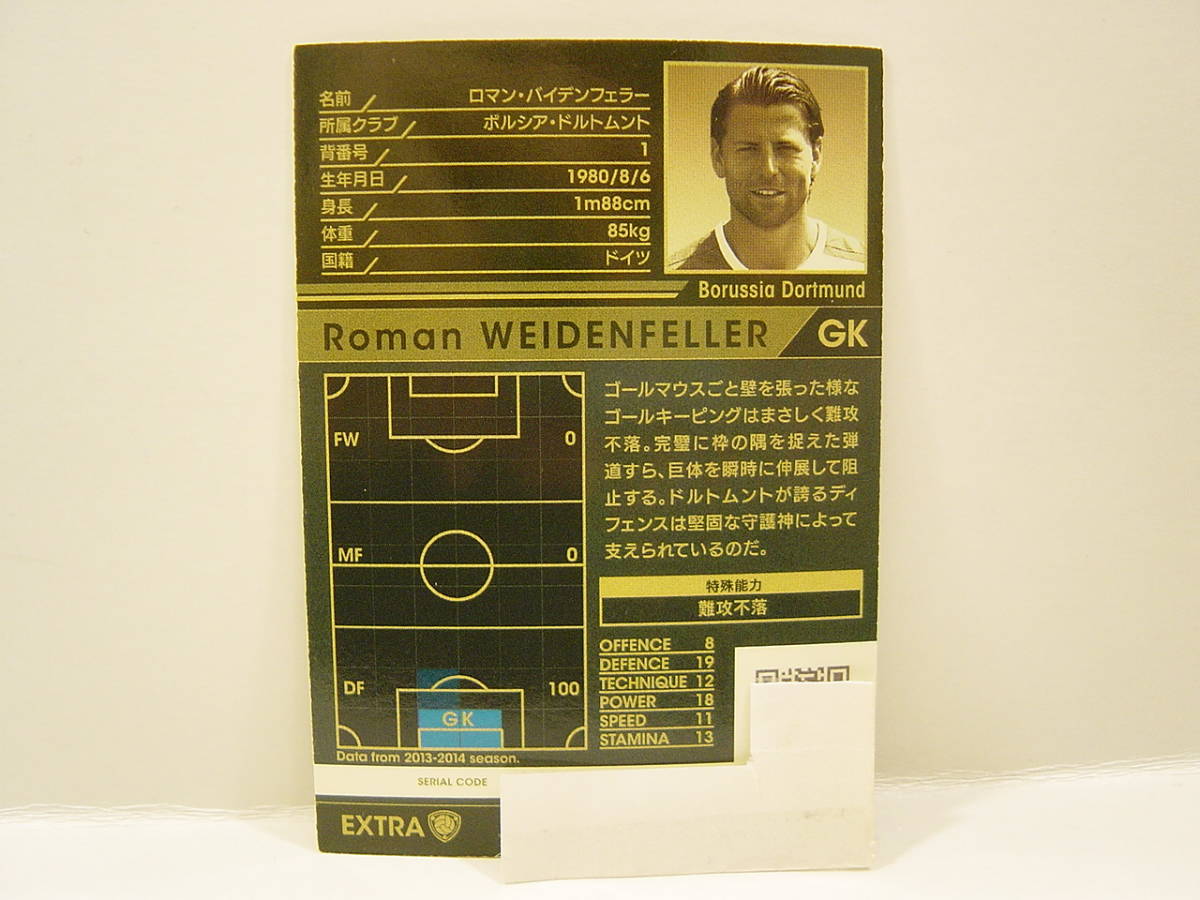 名前 ロマン・バイデンフェラー
所属クラブ ボルシア・ドルトムント
背番号 1
生年月日 1980/8/6
身長 1m88cm
体重 85kg
国籍 ドイツ
Borussia Dortmund
Roman WEIDENFELLER GK
FW 0
MF 0
DF 100
GK
Data from 2013-2014 season.
ゴールマウスごと壁を張った様な
ゴールキーピングはまさしく難攻
不落。完璧に枠の隅を捉えた弾
道すら、巨体を瞬時に伸展して阻
止する。ドルトムントが誇るディ
フェンスは堅固な守護神によって
支えられているのだ。
特殊能力
難攻不落
OFFENCE 8
DEFENCE 19
TECHNIQUE 12
POWER 18
SPEED 11
STAMINA 13
SERIAL CODE
EXTRA